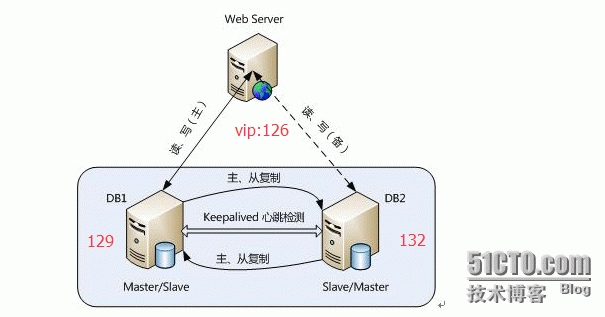 Web Server
读、写（主）
读、写（备）
vip:126
主、从复制
DB1
DB2
Keepalived 心跳检测
129
132
主、从复制
Master/Slave
Slave/Master
51CTO.com
技术博客 Blog